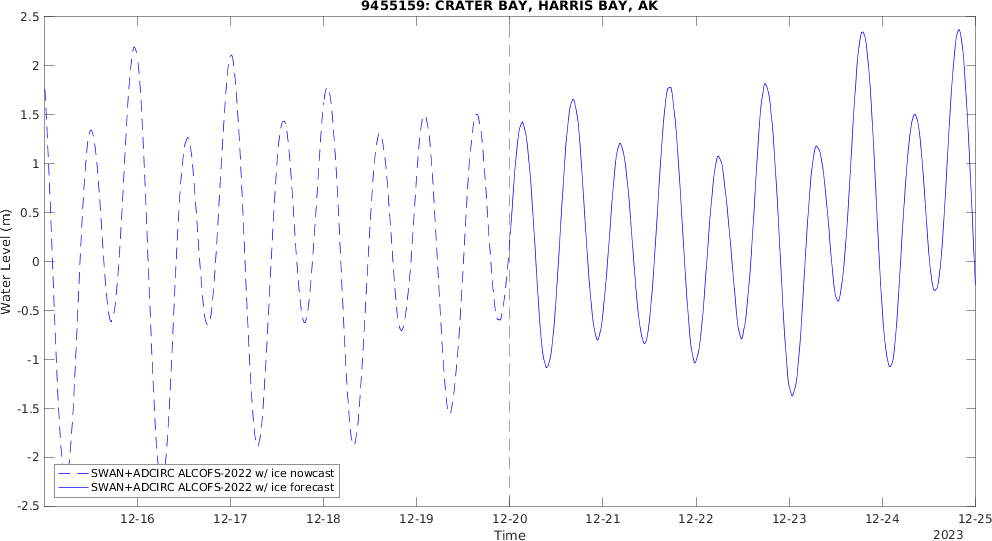 9455159: CRATER BAY, HARRIS BAY, AK
2.5
2
1.5
1
0.5
0
-0.5
-1
-1.5
-2
-2.5
Water Level (m)
SWAN+ADCIRC ALCOFS-2022 w/ ice nowcast
SWAN+ADCIRC ALCOFS-2022 w/ ice forecast
12-16 12-17 12-18 12-19 12-20 12-21 12-22 12-23 12-24 12-25
Time
2023